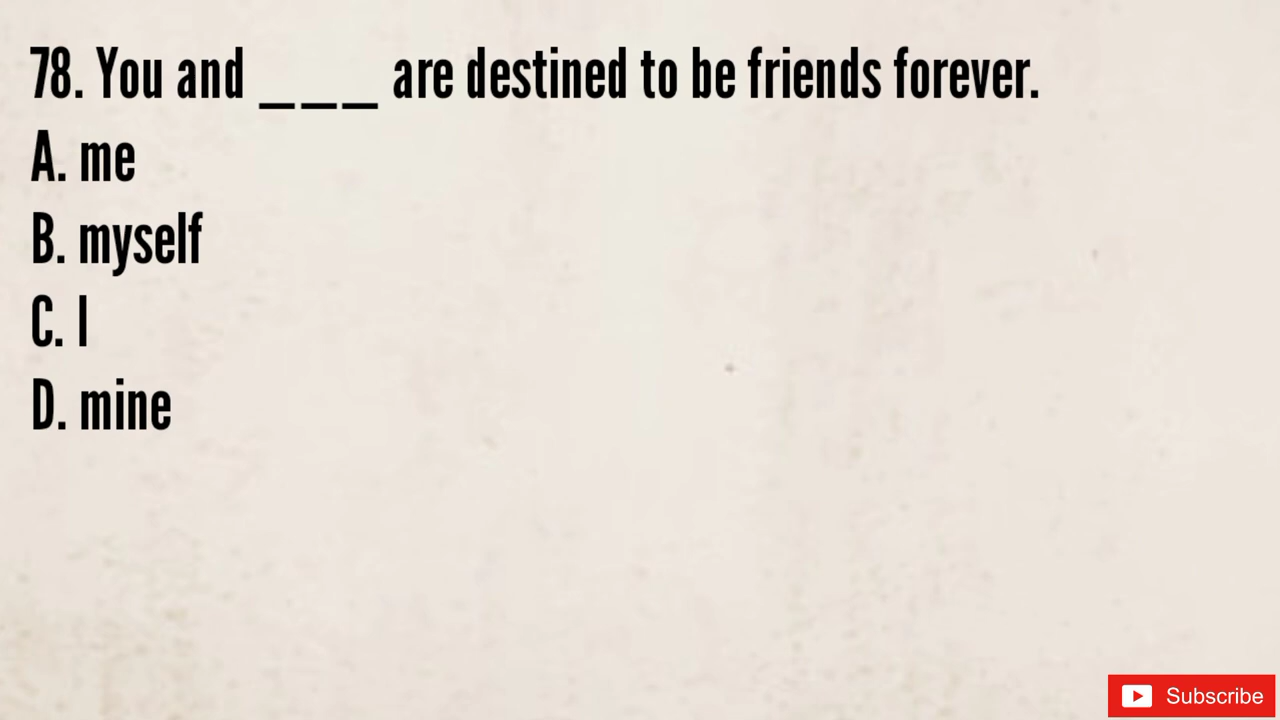 78. You and ___ are destined to be friends forever.
A. me
B. myself
C. I
D. mine
Subscribe